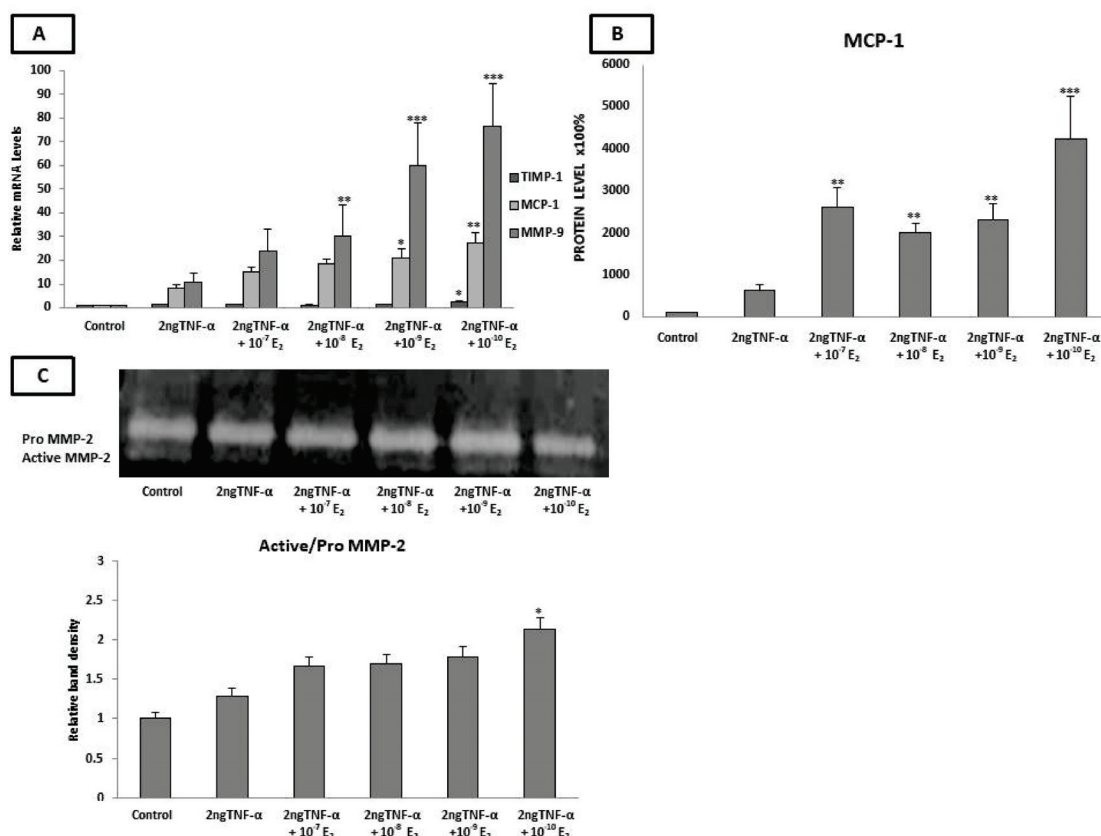 A
100
90
80
70
60
50
40
30
20
10
0
Relative mRNA Levels
***
***
**
**
*
*
TIMP-1
MCP-1
MMP-9
Control 2ngTNF-α 2ngTNF-α 2ngTNF-α 2ngTNF-α 2ngTNF-α
+ 10⁻⁷ E₂ + 10⁻⁸ E₂ +10⁻⁹ E₂ + 10⁻¹⁰ E₂
B
MCP-1
6000
5000
4000
3000
2000
1000
0
PROTEIN LEVEL x100%
** ** ** ***
Control 2ngTNF-α 2ngTNF-α 2ngTNF-α 2ngTNF-α 2ngTNF-α
+ 10⁻⁷ E₂ + 10⁻⁸ E₂ + 10⁻⁹ E₂ + 10⁻¹⁰ E₂
C
Pro MMP-2
Active MMP-2
Control 2ngTNF-α 2ngTNF-α 2ngTNF-α 2ngTNF-α 2ngTNF-α
+ 10⁻⁷ E₂ + 10⁻⁸ E₂ +10⁻⁹ E₂ +10⁻¹⁰ E₂
Active/Pro MMP-2
3
2.5
2
1.5
1
0.5
0
Relative band density
*
Control 2ngTNF-α 2ngTNF-α 2ngTNF-α 2ngTNF-α 2ngTNF-α
+ 10⁻⁷ E₂ + 10⁻⁸ E₂ +10⁻⁹ E₂ + 10⁻¹⁰ E₂